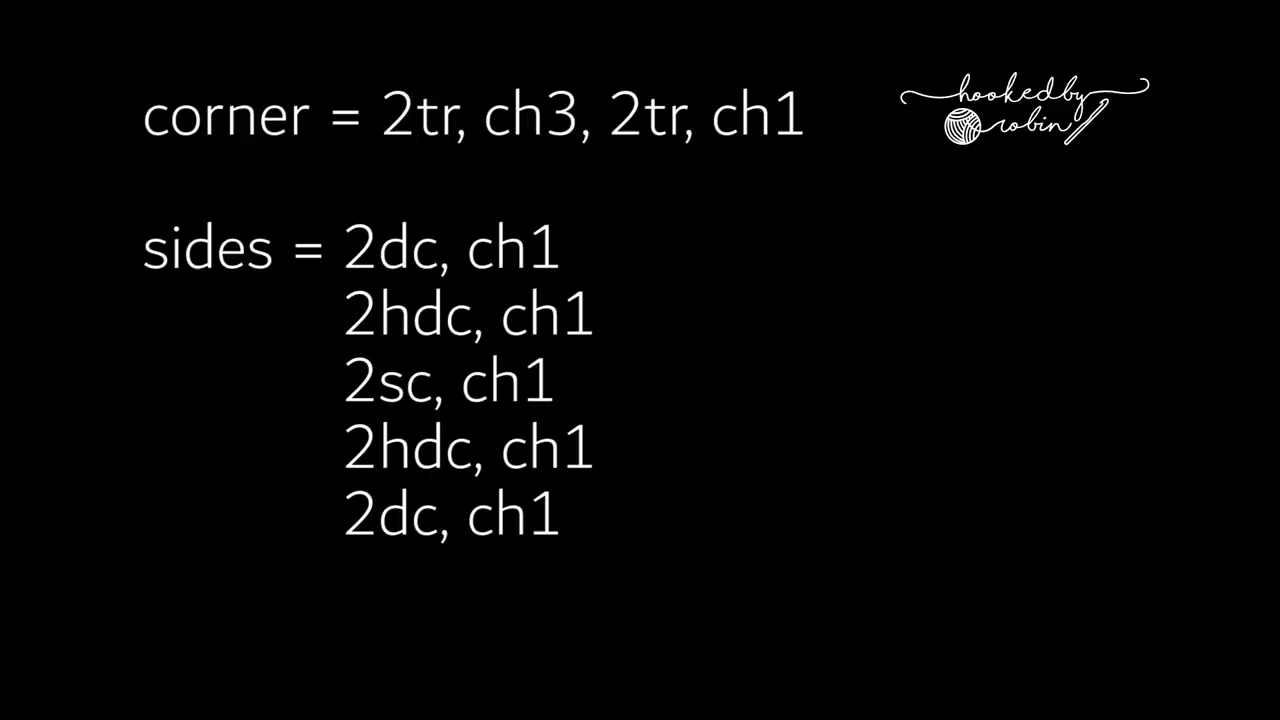 corner = 2tr, ch3, 2tr, ch1
hookedby
robin
sides = 2dc, ch1
2hdc, ch1
2sc, ch1
2hdc, ch1
2dc, ch1